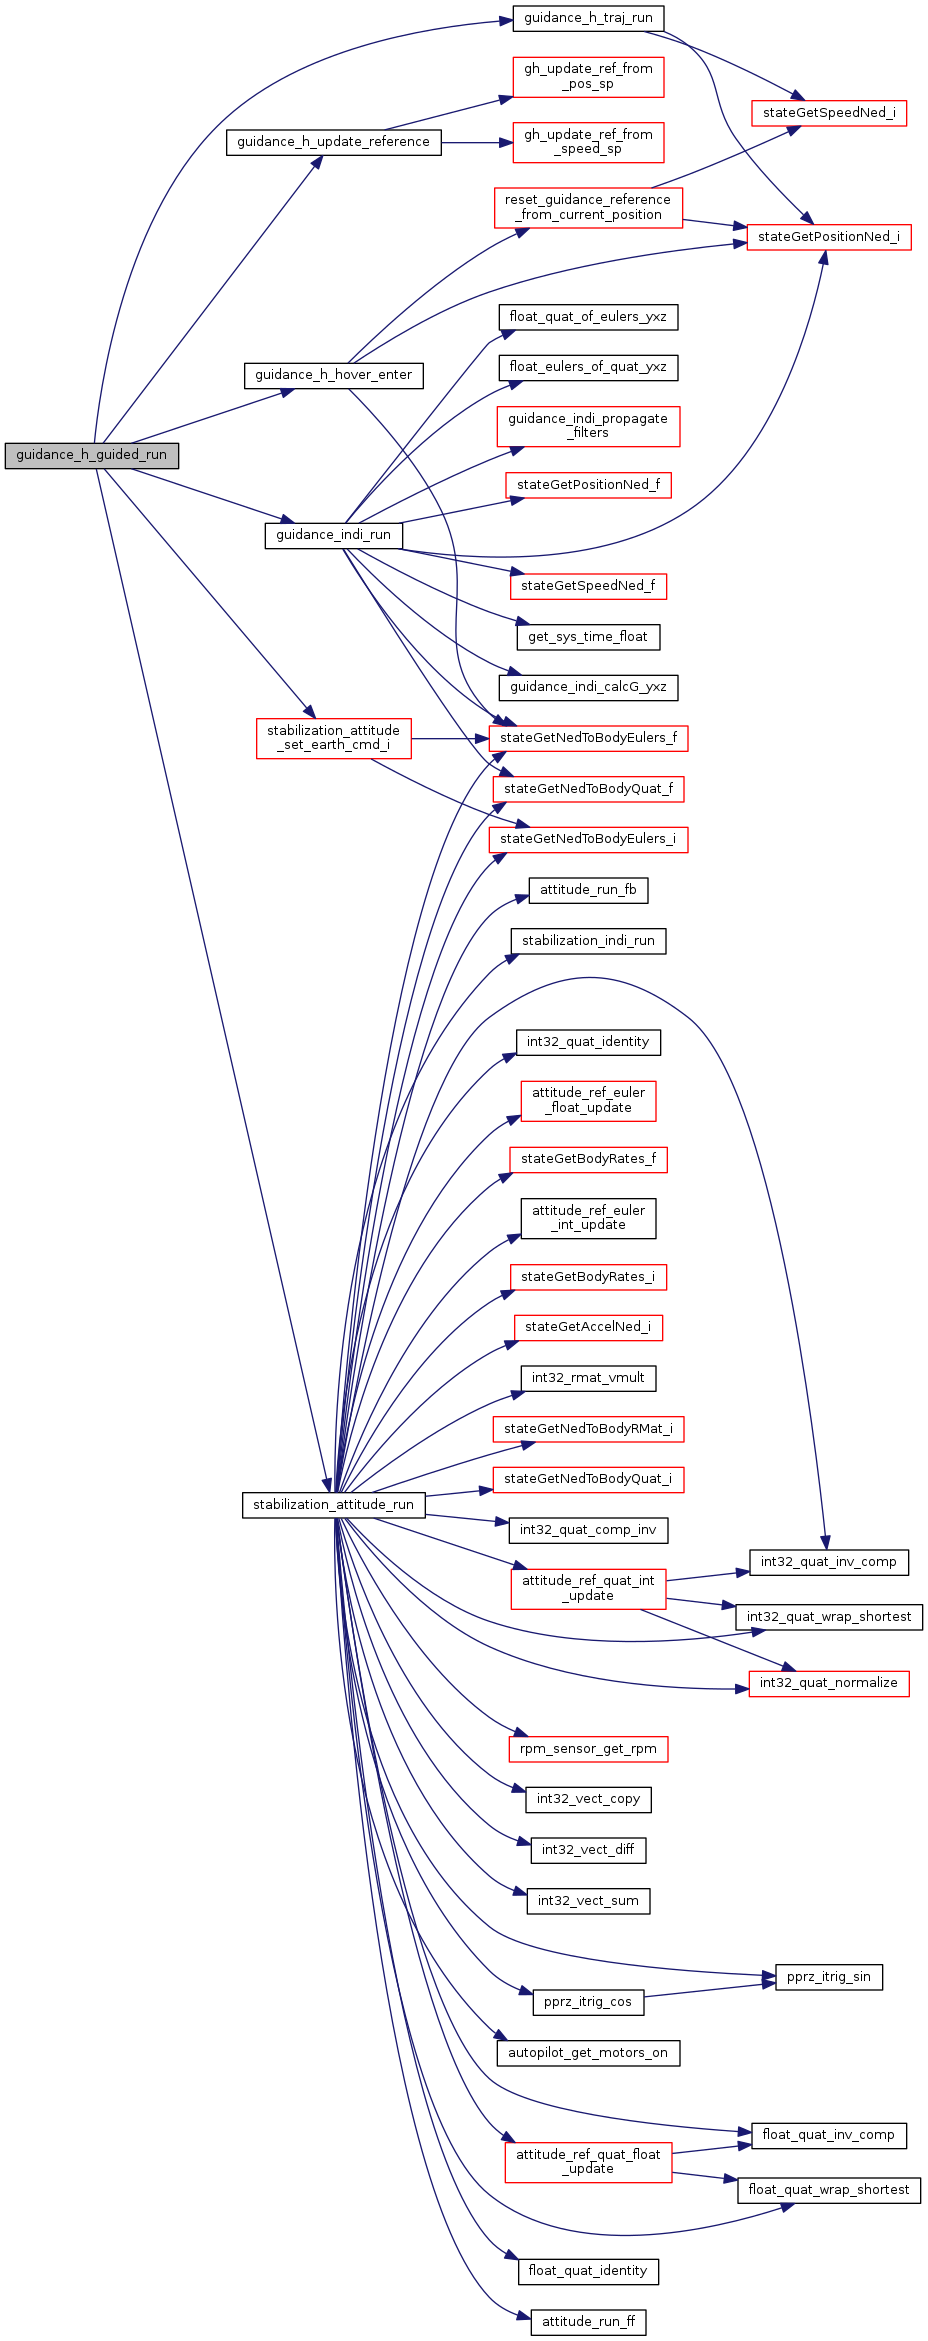 guidance_h_traj_run
gh_update_ref_from
_pos_sp
stateGetSpeedNed_i
guidance_h_update_reference
gh_update_ref_from
_speed_sp
reset_guidance_reference
_from_current_position
stateGetPositionNed_i
float_quat_of_eulers_yxz
float_eulers_of_quat_yxz
guidance_h_hover_enter
guidance_indi_propagate
_filters
guidance_h_guided_run
stateGetPositionNed_f
guidance_indi_run
stateGetSpeedNed_f
get_sys_time_float
guidance_indi_calcG_yxz
stabilization_attitude
_set_earth_cmd_i
stateGetNedToBodyEulers_f
stateGetNedToBodyQuat_f
stateGetNedToBodyEulers_i
attitude_run_fb
stabilization_indi_run
int32_quat_identity
attitude_ref_euler
_float_update
stateGetBodyRates_f
attitude_ref_euler
_int_update
stateGetBodyRates_i
stateGetAccelNed_i
int32_rmat_vmult
stateGetNedToBodyRMat_i
stateGetNedToBodyQuat_i
stabilization_attitude_run
int32_quat_comp_inv
int32_quat_inv_comp
attitude_ref_quat_int
_update
int32_quat_wrap_shortest
int32_quat_normalize
rpm_sensor_get_rpm
int32_vect_copy
int32_vect_diff
int32_vect_sum
pprz_itrig_sin
pprz_itrig_cos
autopilot_get_motors_on
float_quat_inv_comp
attitude_ref_quat_float
_update
float_quat_wrap_shortest
float_quat_identity
attitude_run_ff